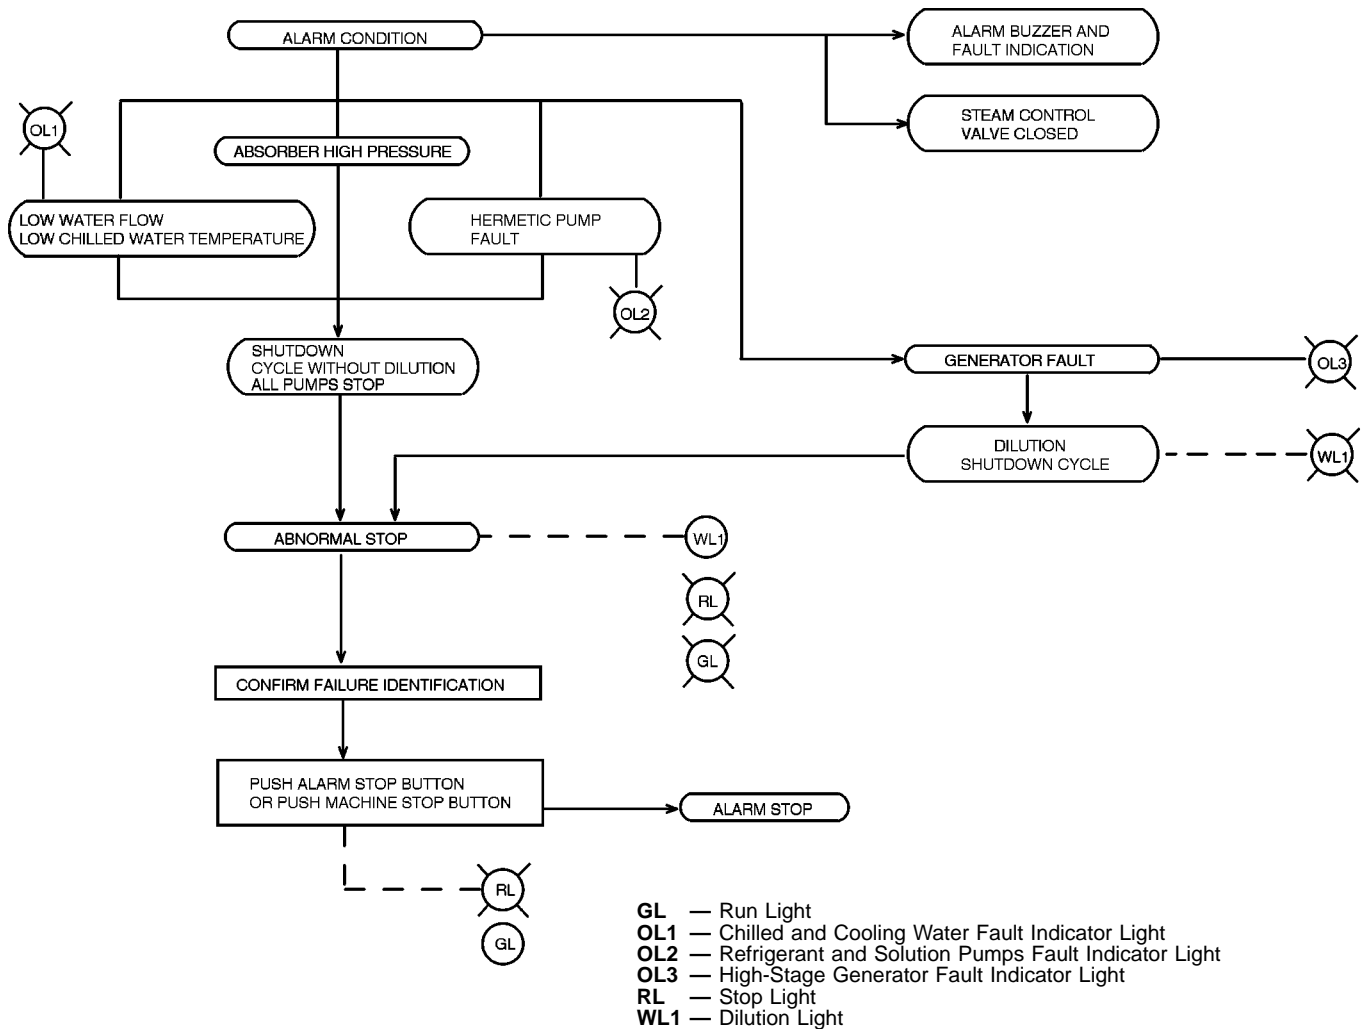 ALARM CONDITION
ALARM BUZZER AND
FAULT INDICATION
STEAM CONTROL
VALVE CLOSED
OL1
ABSORBER HIGH PRESSURE
LOW WATER FLOW
LOW CHILLED WATER TEMPERATURE
HERMETIC PUMP
FAULT
OL2
SHUTDOWN
CYCLE WITHOUT DILUTION
ALL PUMPS STOP
GENERATOR FAULT
OL3
DILUTION
SHUTDOWN CYCLE
WL1
ABNORMAL STOP
WL1
RL
GL
CONFIRM FAILURE IDENTIFICATION
PUSH ALARM STOP BUTTON
OR PUSH MACHINE STOP BUTTON
ALARM STOP
RL
GL
GL — Run Light
OL1 — Chilled and Cooling Water Fault Indicator Light
OL2 — Refrigerant and Solution Pumps Fault Indicator Light
OL3 — High-Stage Generator Fault Indicator Light
RL — Stop Light
WL1 — Dilution Light